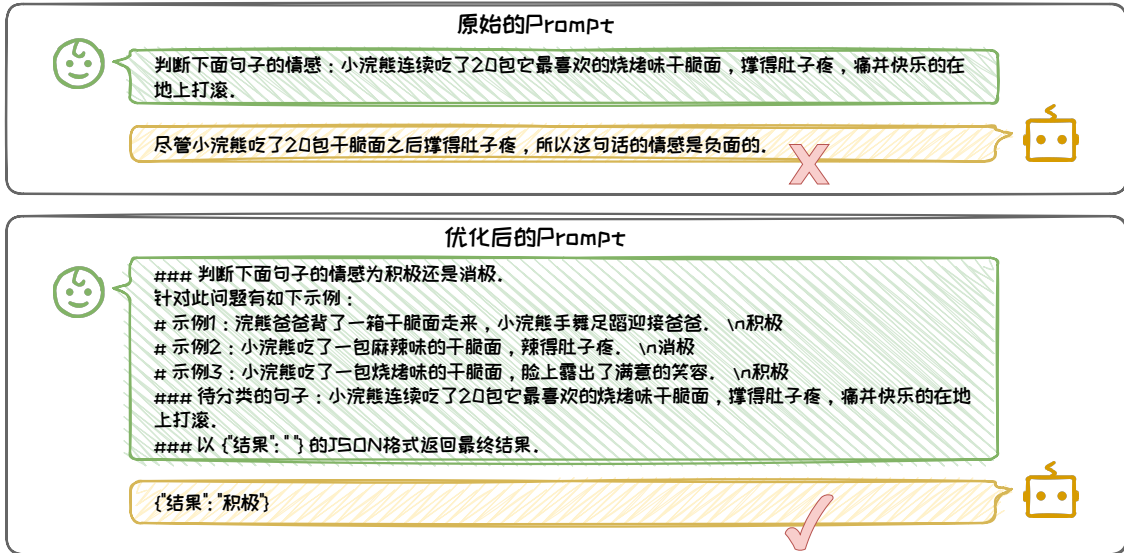 原始的Prompt
判断下面句子的情感：小浣熊连续吃了20包它最喜欢的烧烤味干脆面，撑得肚子疼，痛并快乐的在
地上打滚.
尽管小浣熊吃了20包干脆面之后撑得肚子疼，所以这句话的情感是负面的.
优化后的Prompt
### 判断下面句子的情感为积极还是消极.
针对此问题有如下示例：
# 示例1：浣熊爸爸背了一箱干脆面走来，小浣熊手舞足蹈迎接爸爸. \n积极
# 示例2：小浣熊吃了一包麻辣味的干脆面，辣得肚子疼. \n消极
# 示例3：小浣熊吃了一包烧烤味的干脆面，脸上露出了满意的笑容. \n积极
### 待分类的句子：小浣熊连续吃了20包它最喜欢的烧烤味干脆面，撑得肚子疼，痛并快乐的在地
上打滚.
### 以 {"结果": " "} 的JSON格式返回最终结果.
{"结果": "积极"}